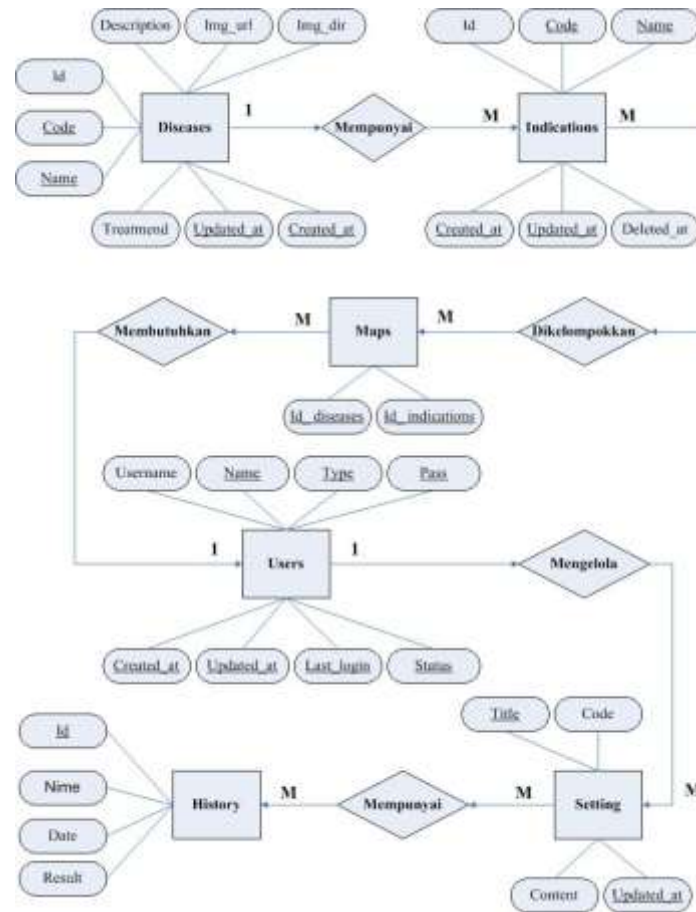 Description Img_url Img_dir
Id Code Name
Id
Code
Name
Diseases
1
Mempunyai
M
Indications
M
Treatmend Updated_at Created_at
Created_at Updated_at Deleted_at
Membutuhkan
M
Maps
M
Dikelompokkan
Id_diseases Id_indications
Username Name Type Pass
1
Users
1
Mengelola
Created_at Updated_at Last_login Status
Title Code
Id
Nime
Date
Result
History
M
Mempunyai
M
Setting
M
Content Updated_at